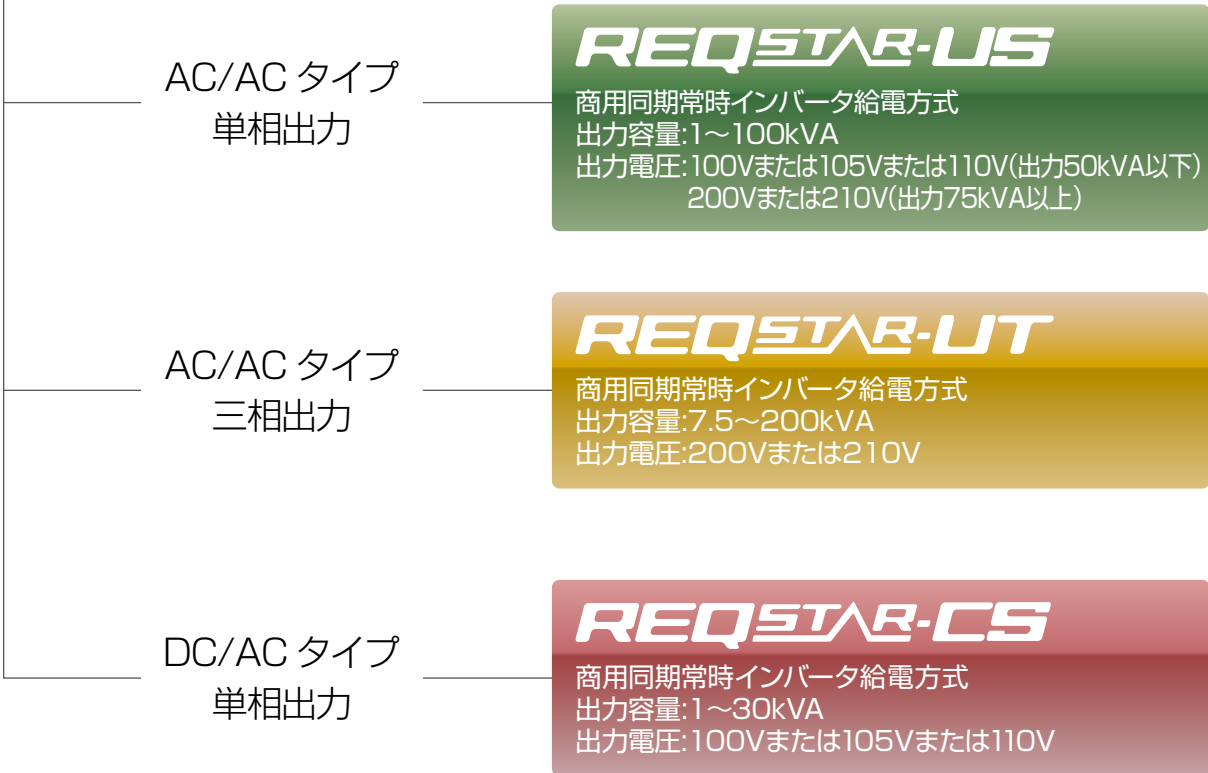 AC/AC タイプ
単相出力
REQSTAR-US
商用同期常時インバータ給電方式
出力容量:1～100kVA
出力電圧:100Vまたは105Vまたは110V(出力50kVA以下)
200Vまたは210V(出力75kVA以上)
AC/AC タイプ
三相出力
REQSTAR-UT
商用同期常時インバータ給電方式
出力容量:7.5～200kVA
出力電圧:200Vまたは210V
DC/AC タイプ
単相出力
REQSTAR-CS
商用同期常時インバータ給電方式
出力容量:1～30kVA
出力電圧:100Vまたは105Vまたは110V